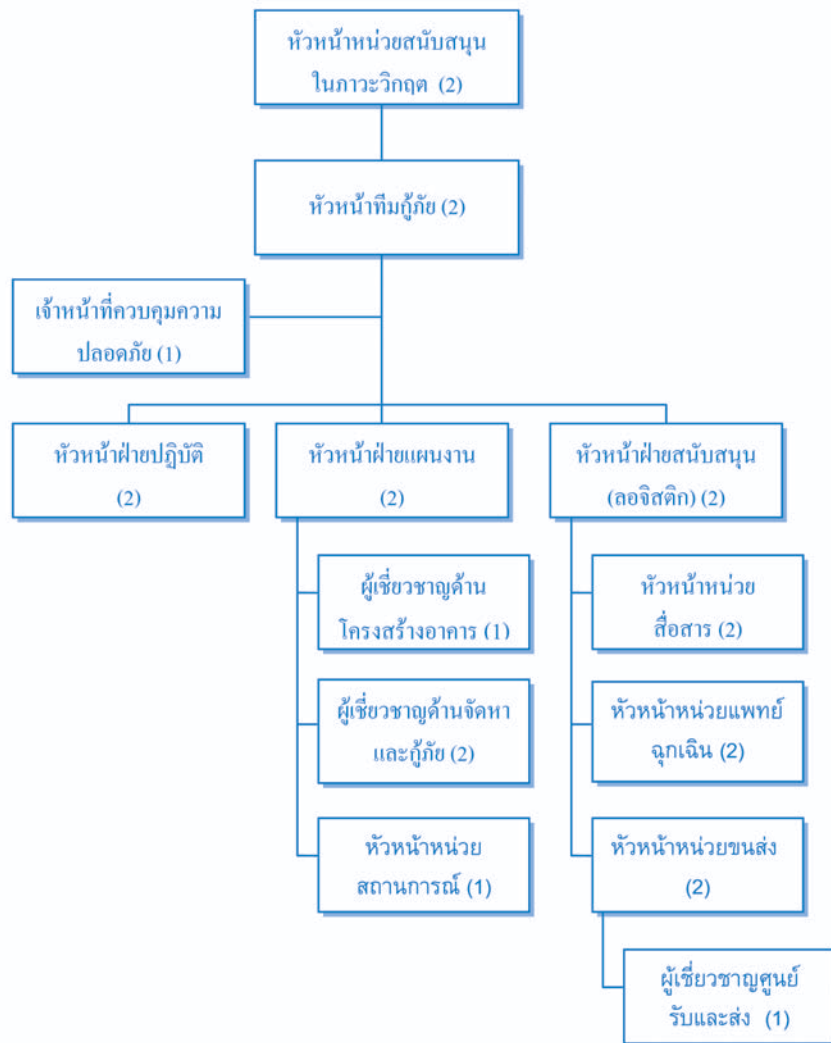 หัวหน้าหน่วยสนับสนุน
ในภาวะวิกฤต (2)
หัวหน้าทีมกู้ภัย (2)
เจ้าหน้าที่ควบคุมความ
ปลอดภัย (1)
หัวหน้าฝ่ายปฏิบัติ
(2)
หัวหน้าฝ่ายแผนงาน
(2)
หัวหน้าฝ่ายสนับสนุน
(ลอจิสติก) (2)
ผู้เชี่ยวชาญด้าน
โครงสร้างอาคาร (1)
ผู้เชี่ยวชาญด้านจัดหา
และกู้ภัย (2)
หัวหน้าหน่วย
สถานการณ์ (1)
หัวหน้าหน่วย
สื่อสาร (2)
หัวหน้าหน่วยแพทย์
ฉุกเฉิน (2)
หัวหน้าหน่วยขนส่ง
(2)
ผู้เชี่ยวชาญศูนย์
รับและส่ง (1)